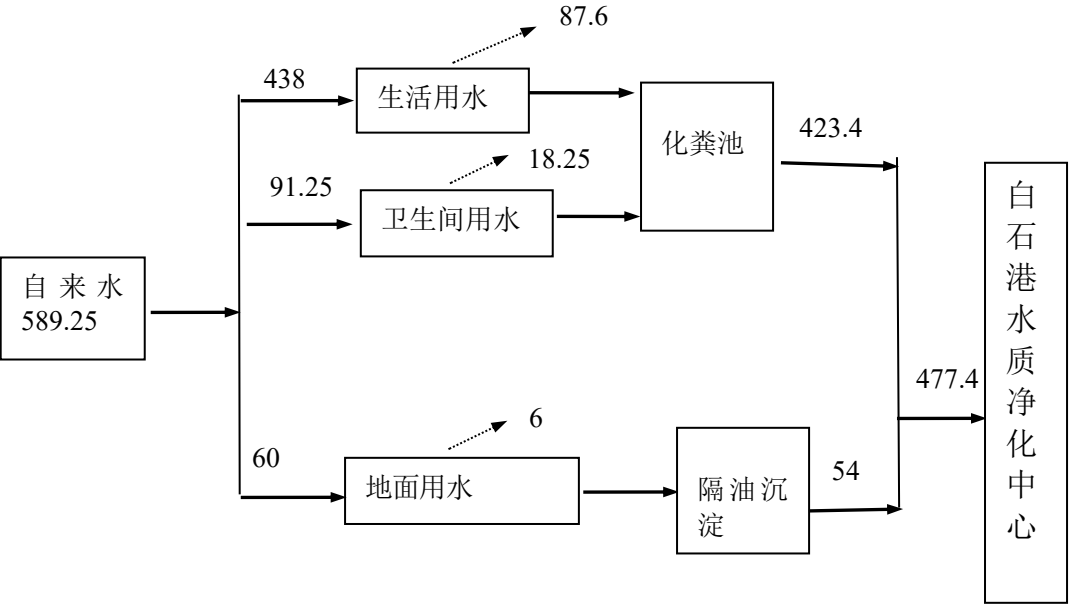 87.6
438
生活用水
化粪池
423.4
18.25
91.25
卫生间用水
白石港水质净化中心
自来水
589.25
477.4
6
60
地面用水
隔油沉
淀
54